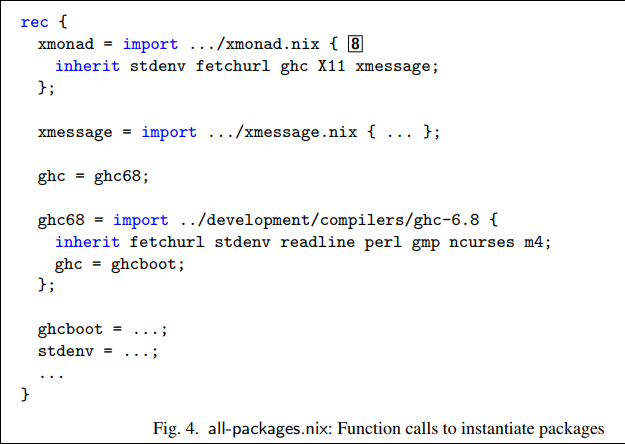 rec {
  xmonad = import .../xmonad.nix { 8
    inherit stdenv fetchurl ghc X11 xmessage;
  };

  xmessage = import .../xmessage.nix { ... };

  ghc = ghc68;

  ghc68 = import ../development/compilers/ghc-6.8 {
    inherit fetchurl stdenv readline perl gmp ncurses m4;
    ghc = ghcboot;
  };

  ghcboot = ...;
  stdenv = ...;
  ...
}
Fig. 4. all-packages.nix: Function calls to instantiate packages